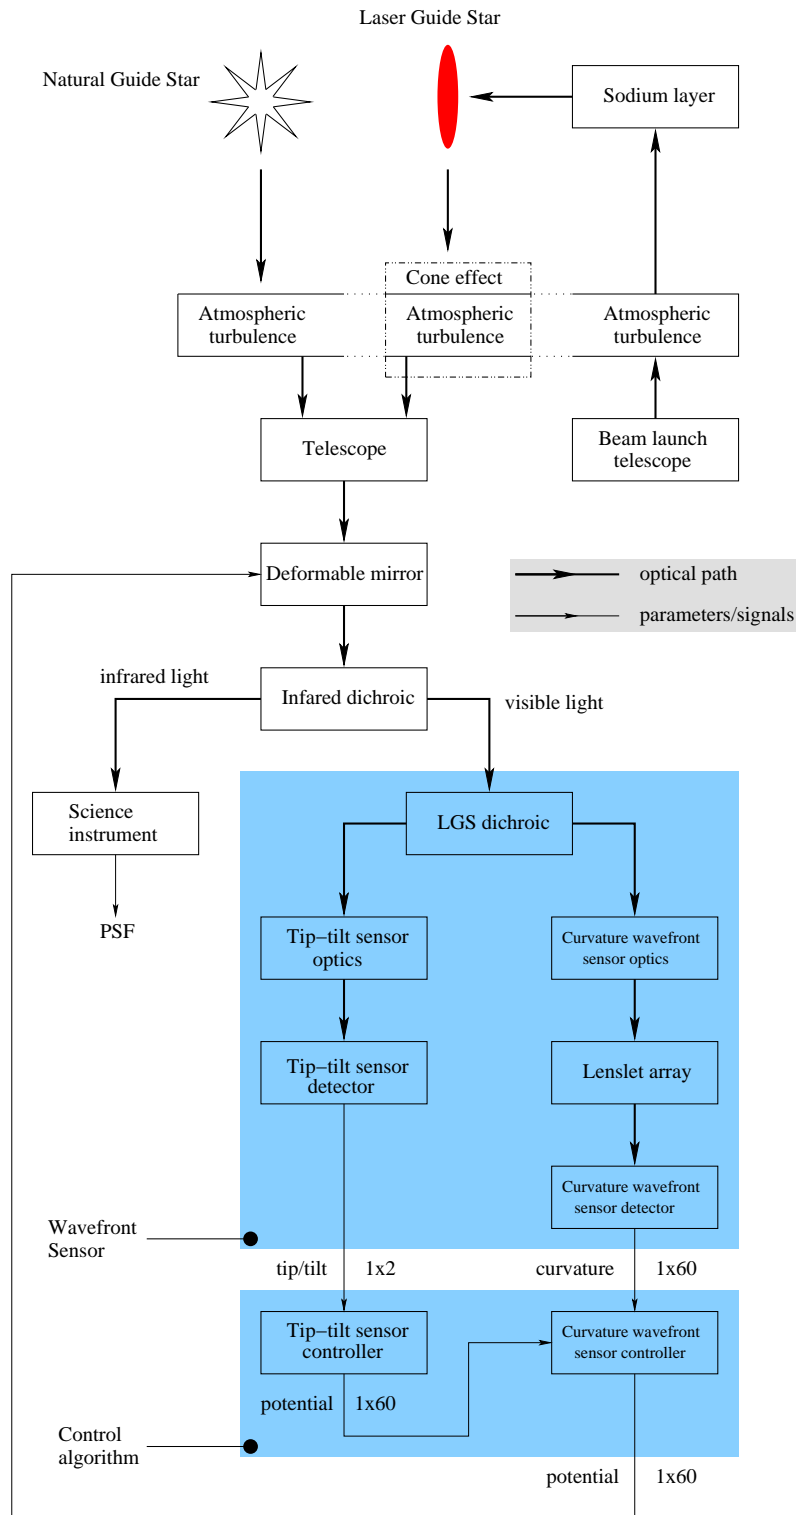 Laser Guide Star
Natural Guide Star
Sodium layer
Cone effect
Atmospheric
turbulence
Atmospheric
turbulence
Atmospheric
turbulence
Telescope
Beam launch
telescope
Deformable mirror
optical path
parameters/signals
infrared light
Infared dichroic
visible light
Science
instrument
LGS dichroic
PSF
Tip−tilt sensor
optics
Curvature wavefront
sensor optics
Tip−tilt sensor
detector
Lenslet array
Curvature wavefront
sensor detector
Wavefront
Sensor
tip/tilt 1x2
curvature 1x60
Tip−tilt sensor
controller
Curvature wavefront
sensor controller
potential 1x60
Control
algorithm
potential 1x60